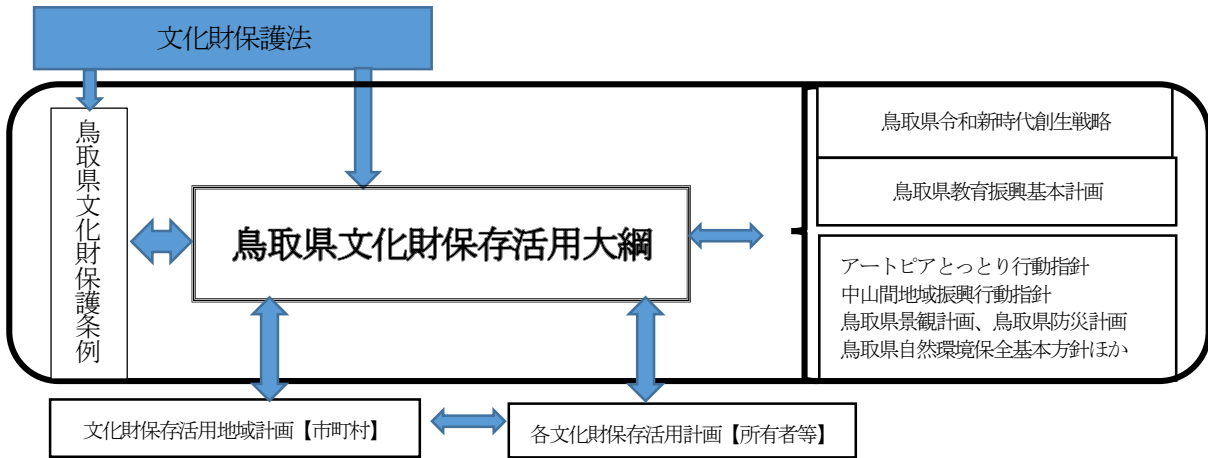 文化財保護法
鳥取県文化財保護条例
鳥取県文化財保存活用大綱
鳥取県令和新時代創生戦略
鳥取県教育振興基本計画
アートピアとっとり行動指針
中山間地域振興行動指針
鳥取県景観計画、鳥取県防災計画
鳥取県自然環境保全基本方針ほか
文化財保存活用地域計画【市町村】
各文化財保存活用計画【所有者等】